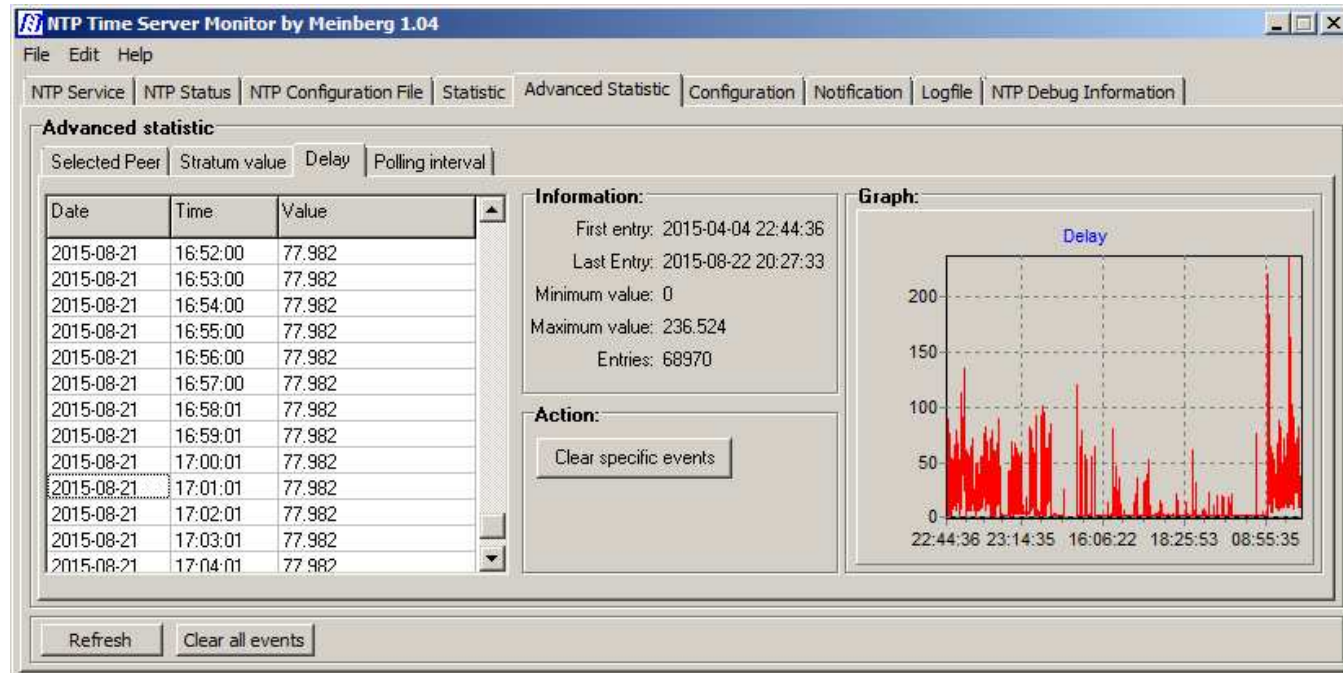 NTP Time Server Monitor by Meinberg 1.04
File Edit Help
NTP Service NTP Status NTP Configuration File Statistic Advanced Statistic Configuration Notification Logfile NTP Debug Information
Advanced statistic
Selected Peer Stratum value Delay Polling interval
Date Time Value
2015-08-21 16:52:00 77.982
2015-08-21 16:53:00 77.982
2015-08-21 16:54:00 77.982
2015-08-21 16:55:00 77.982
2015-08-21 16:56:00 77.982
2015-08-21 16:57:00 77.982
2015-08-21 16:58:01 77.982
2015-08-21 16:59:01 77.982
2015-08-21 17:00:01 77.982
2015-08-21 17:01:01 77.982
2015-08-21 17:02:01 77.982
2015-08-21 17:03:01 77.982
2015-08-21 17:04:01 77.982
Information:
First entry: 2015-04-04 22:44:36
Last Entry: 2015-08-22 20:27:33
Minimum value: 0
Maximum value: 236.524
Entries: 68970
Action:
Clear specific events
Graph:
Delay
200
150
100
50
0
22:44:36 23:14:35 16:06:22 18:25:53 08:55:35
Refresh Clear all events